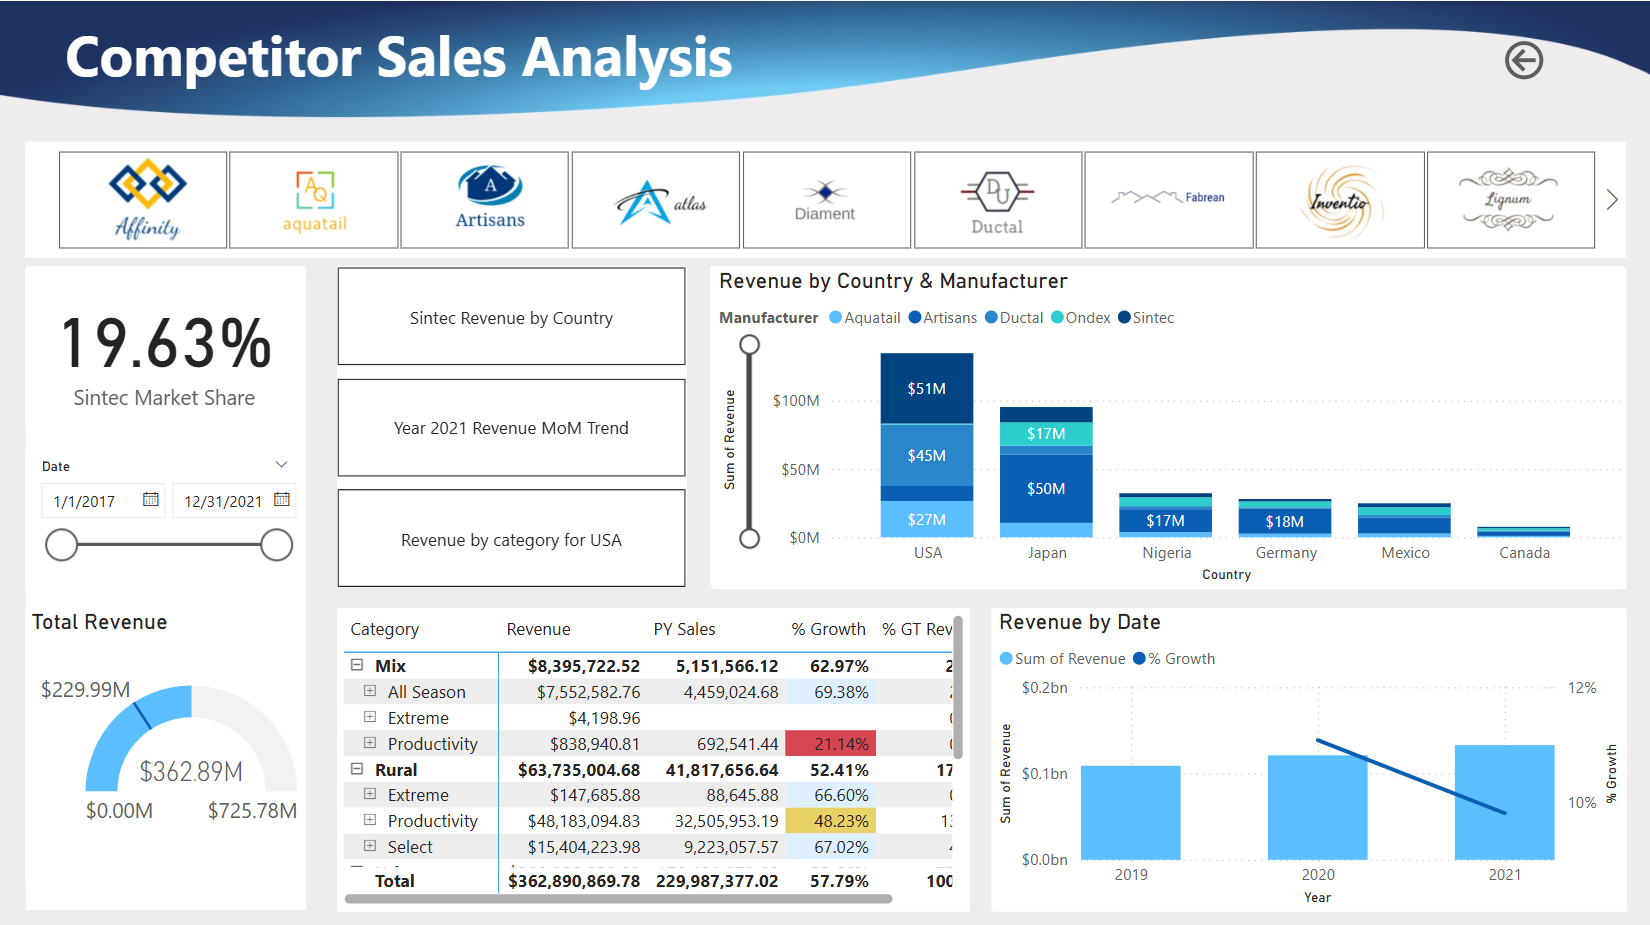 Competitor Sales Analysis
Affinity
AQ
aquatail
A
Artisans
atlas
Diament
DU
Ductal
Fabrean
Inventio
Lignum
19.63%
Sintec Market Share
Date
1/1/2017
12/31/2021
Sintec Revenue by Country
Year 2021 Revenue MoM Trend
Revenue by category for USA
Revenue by Country & Manufacturer
Manufacturer Aquatail Artisans Ductal Ondex Sintec
Sum of Revenue
$100M
$50M
$0M
$51M
$45M
$27M
$17M
$50M
$17M
$18M
USA Japan Nigeria Germany Mexico Canada
Country
Total Revenue
$229.99M
$362.89M
$0.00M $725.78M
Category Revenue PY Sales % Growth % GT Rev
Mix $8,395,722.52 5,151,566.12 62.97% 2
All Season $7,552,582.76 4,459,024.68 69.38%
Extreme $4,198.96
Productivity $838,940.81 692,541.44 21.14%
Rural $63,735,004.68 41,817,656.64 52.41% 17
Extreme $147,685.88 88,645.88 66.60%
Productivity $48,183,094.83 32,505,953.19 48.23% 13
Select $15,404,223.98 9,223,057.57 67.02%
Total $362,890,869.78 229,987,377.02 57.79% 100
Revenue by Date
Sum of Revenue % Growth
Sum of Revenue
$0.2bn
$0.1bn
$0.0bn
12%
10%
% Growth
2019 2020 2021
Year